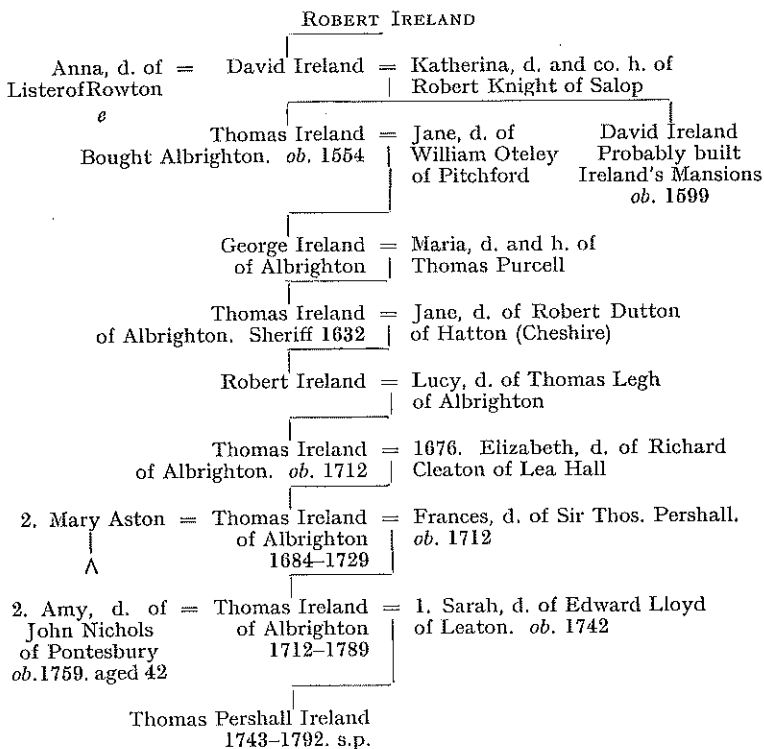 ROBERT IRELAND
Anna, d. of = David Ireland = Katherina, d. and co. h. of
Lister of Rowton Robert Knight of Salop
e
Thomas Ireland = Jane, d. of David Ireland
Bought Albrighton. ob. 1554 William Oteley Probably built
of Pitchford Ireland's Mansions
ob. 1599
George Ireland = Maria, d. and h. of
of Albrighton Thomas Purcell
Thomas Ireland = Jane, d. of Robert Dutton
of Albrighton. Sheriff 1632 of Hatton (Cheshire)
Robert Ireland = Lucy, d. of Thomas Legh
of Albrighton
Thomas Ireland = 1676. Elizabeth, d. of Richard
of Albrighton. ob. 1712 Cleaton of Lea Hall
2. Mary Aston = Thomas Ireland = Frances, d. of Sir Thos. Pershall.
of Albrighton ob. 1712
1684–1729
2. Amy, d. of = Thomas Ireland = 1. Sarah, d. of Edward Lloyd
John Nichols of Albrighton of Leaton. ob. 1742
of Pontesbury 1712–1789
ob. 1759. aged 42
Thomas Pershall Ireland
1743–1792. s.p.